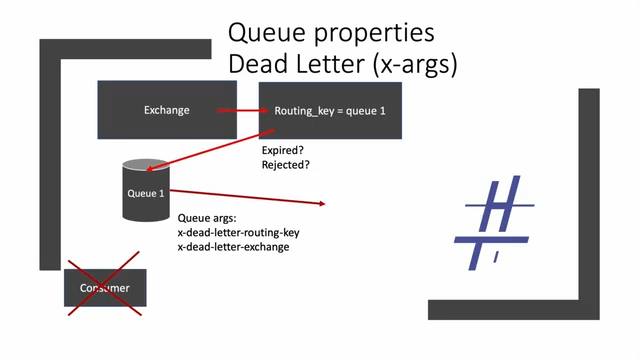 Queue properties
Dead Letter (x-args)
Exchange
Routing_key = queue 1
Expired?
Rejected?
Queue 1
Queue args:
x-dead-letter-routing-key
x-dead-letter-exchange
Consumer